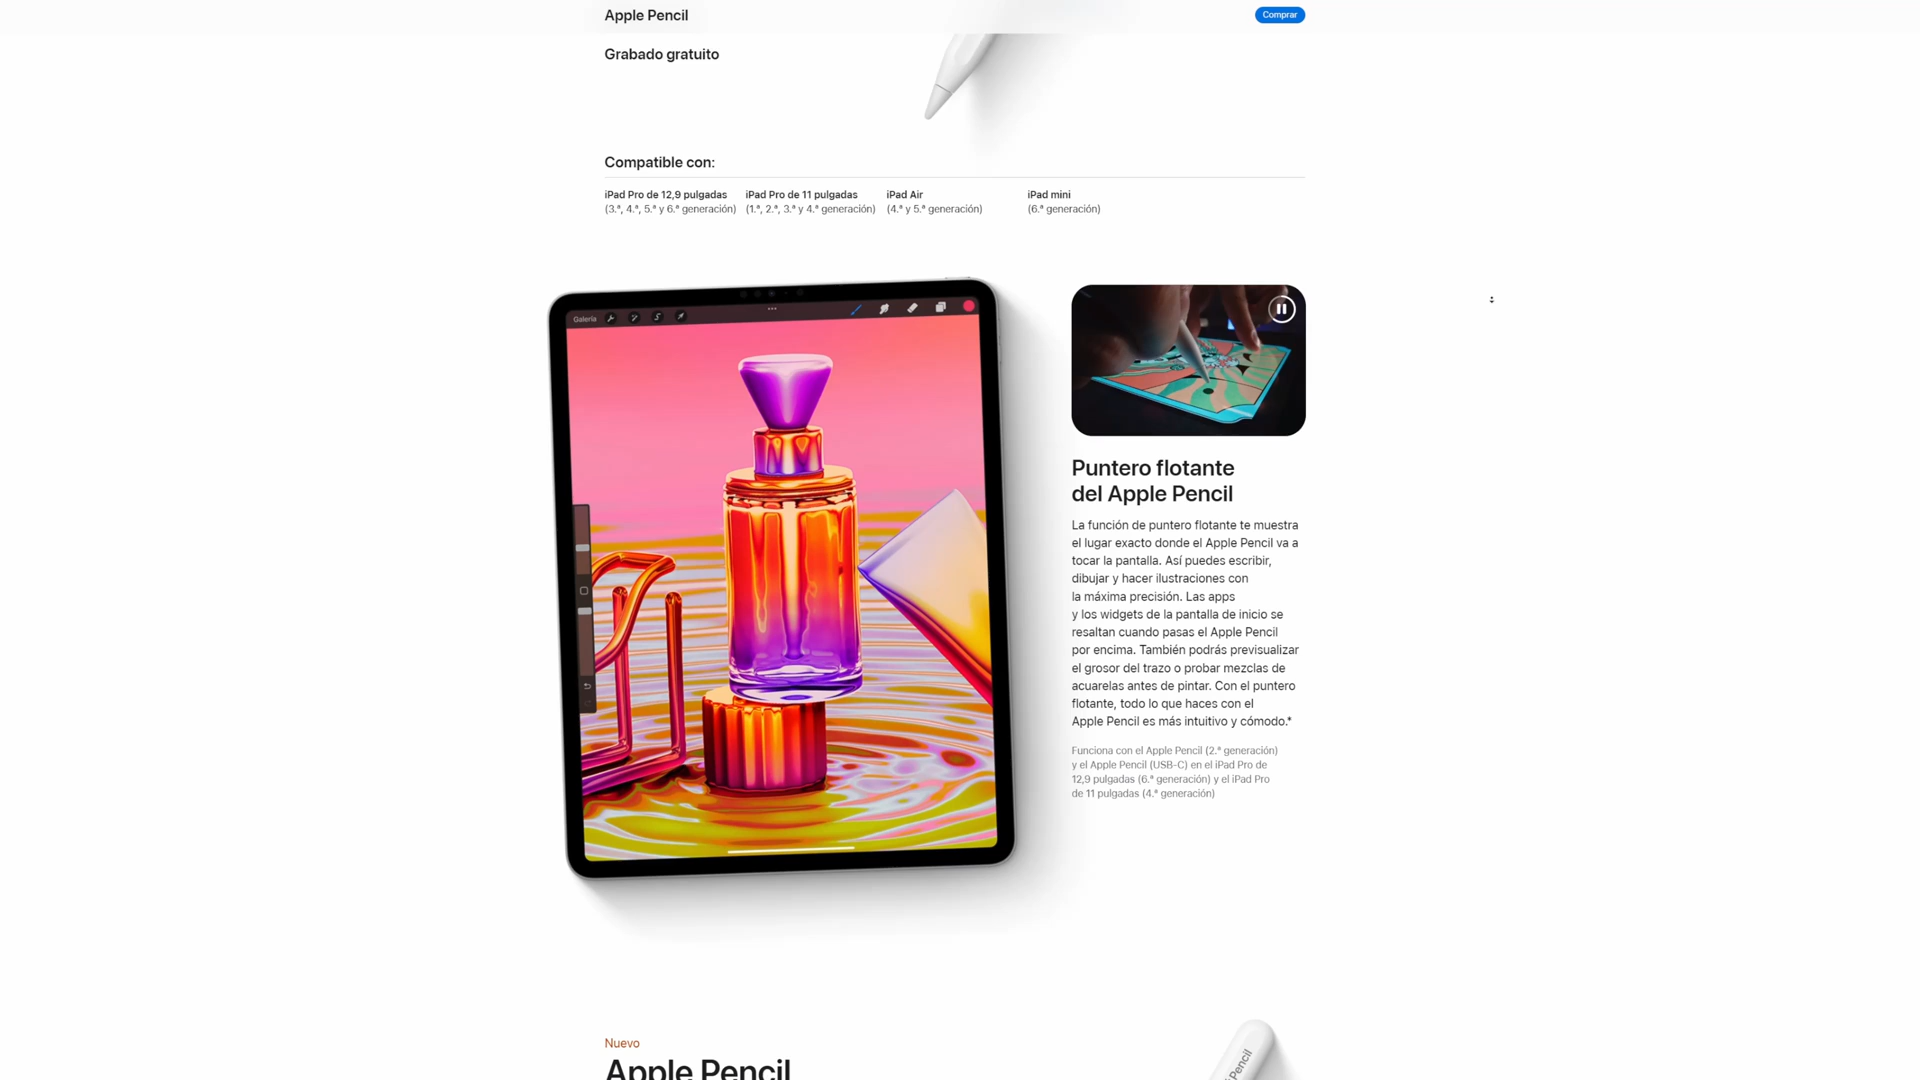 Apple Pencil
Comprar
Grabado gratuito
Compatible con:
iPad Pro de 12,9 pulgadas
(3.ª, 4.ª, 5.ª y 6.ª generación)
iPad Pro de 11 pulgadas
(1.ª, 2.ª, 3.ª y 4.ª generación)
iPad Air
(4.ª y 5.ª generación)
iPad mini
(6.ª generación)
Galería
Puntero flotante
del Apple Pencil
La función de puntero flotante te muestra
el lugar exacto donde el Apple Pencil va a
tocar la pantalla. Así puedes escribir,
dibujar y hacer ilustraciones con
la máxima precisión. Las apps
y los widgets de la pantalla de inicio se
resaltan cuando pasas el Apple Pencil
por encima. También podrás previsualizar
el grosor del trazo o probar mezclas de
acuarelas antes de pintar. Con el puntero
flotante, todo lo que haces con el
Apple Pencil es más intuitivo y cómodo.*
Funciona con el Apple Pencil (2.ª generación)
y el Apple Pencil (USB-C) en el iPad Pro de
12,9 pulgadas (6.ª generación) y el iPad Pro
de 11 pulgadas (4.ª generación)
Nuevo
Apple Pencil
Pencil